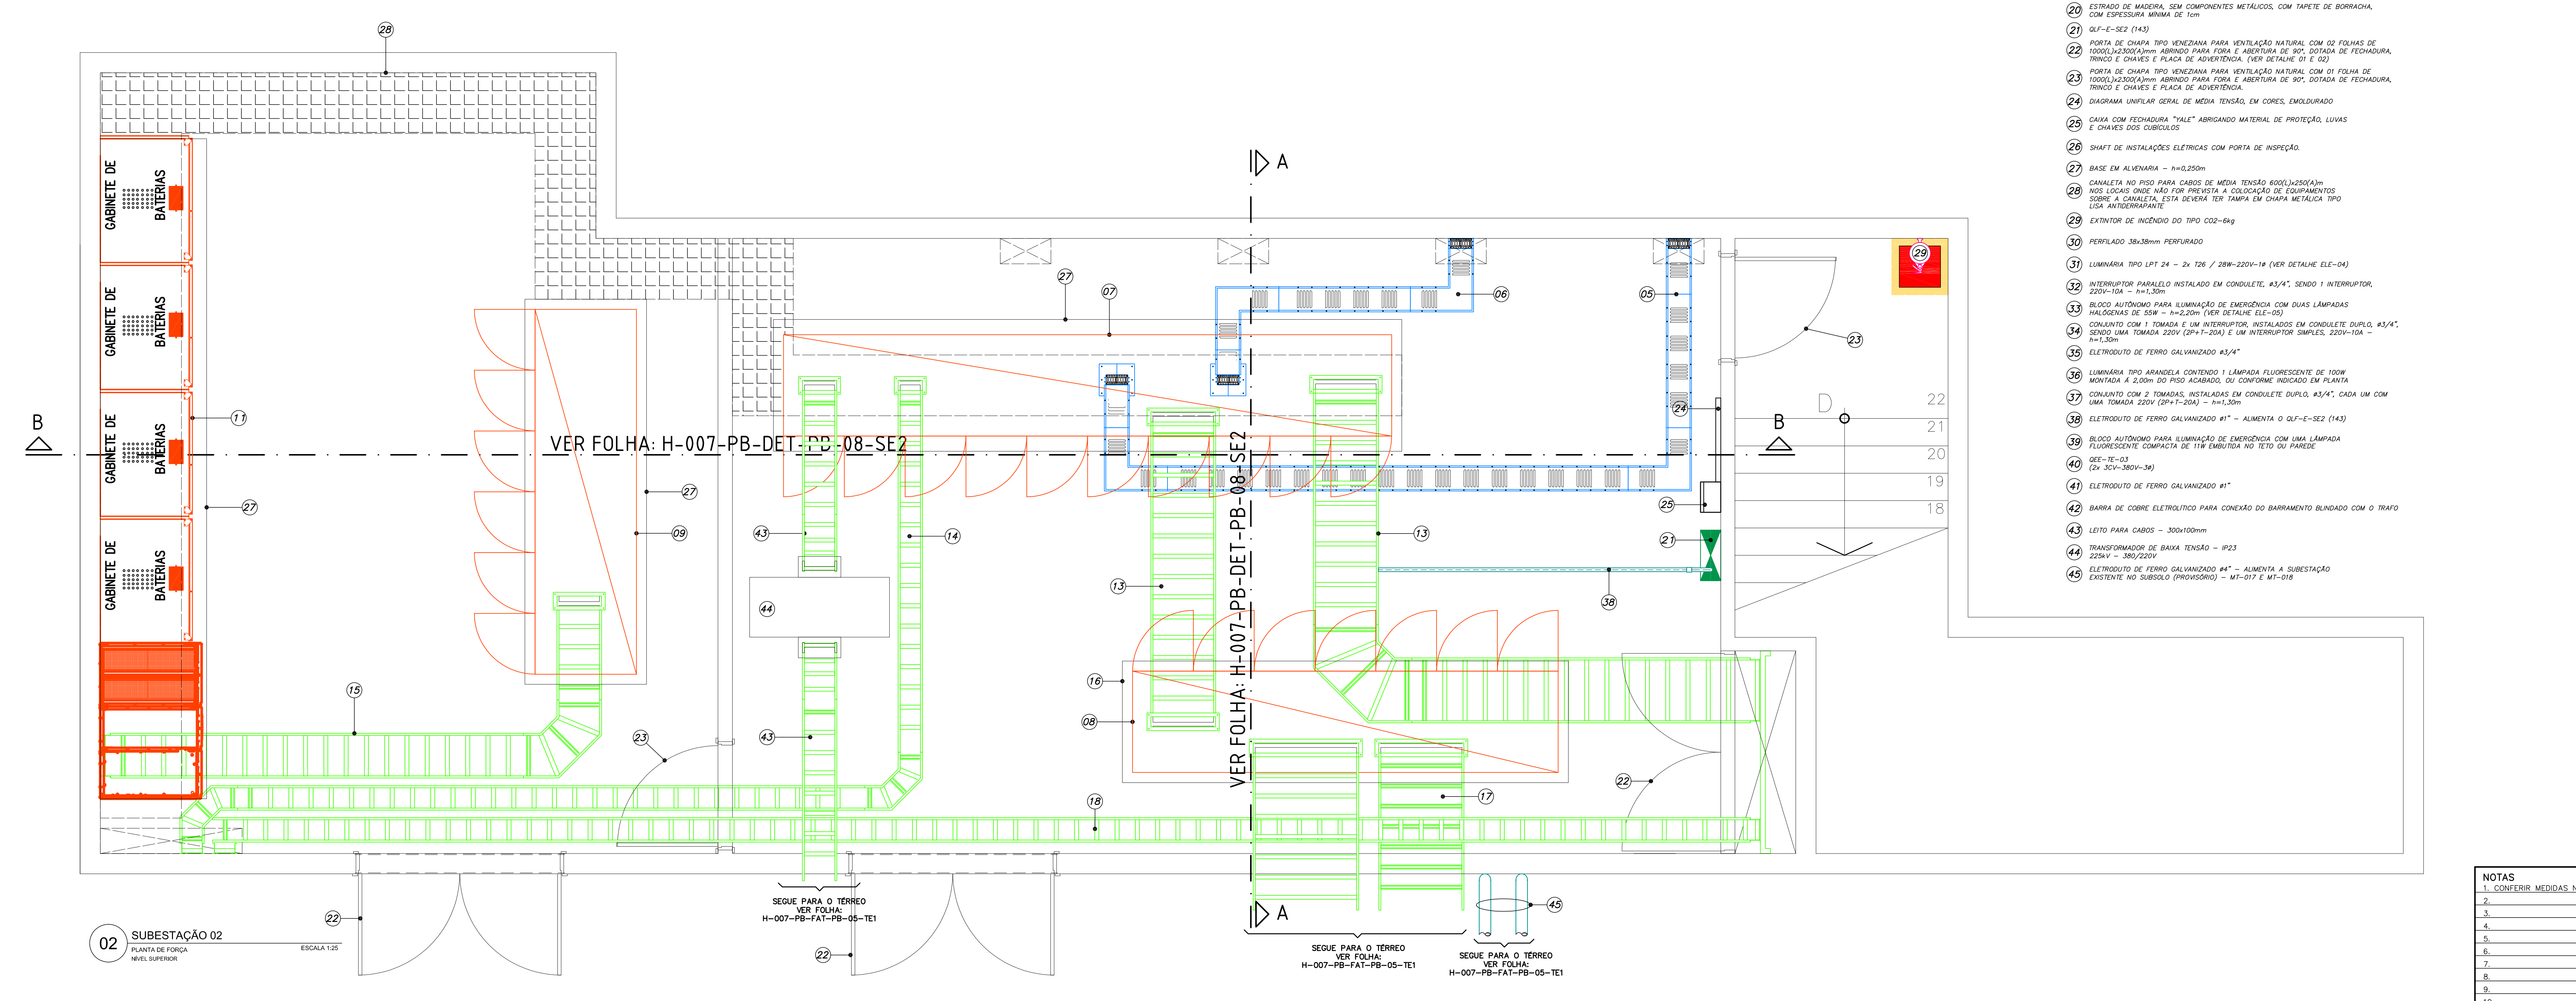 20 ESTRADO DE MADEIRA, SEM COMPONENTES METÁLICOS, COM TAPETE DE BORRACHA,
COM ESPESSURA MÍNIMA DE 1cm
21 QLF-E-SE2 (143)
22 PORTA DE CHAPA TIPO VENEZIANA PARA VENTILAÇÃO NATURAL COM 02 FOLHAS DE
1000(L)x2300(A)mm ABRINDO PARA FORA E ABERTURA DE 90°, DOTADA DE FECHADURA,
TRINCO E CHAVES E PLACA DE ADVERTÊNCIA. (VER DETALHE 01 E 02)
23 PORTA DE CHAPA TIPO VENEZIANA PARA VENTILAÇÃO NATURAL COM 01 FOLHA DE
1000(L)x2300(A)mm ABRINDO PARA FORA E ABERTURA DE 90°, DOTADA DE FECHADURA,
TRINCO E CHAVES E PLACA DE ADVERTÊNCIA.
24 DIAGRAMA UNIFILAR GERAL DE MÉDIA TENSÃO, EM CORES, EMOLDURADO
25 CAIXA COM FECHADURA "YALE" ABRIGANDO MATERIAL DE PROTEÇÃO, LUVAS
E CHAVES DOS CUBÍCULOS
26 SHAFT DE INSTALAÇÕES ELÉTRICAS COM PORTA DE INSPEÇÃO.
27 BASE EM ALVENARIA - h=0,250m
28 CANALETA NO PISO PARA CABOS DE MÉDIA TENSÃO 600(L)x250(A)m
NOS LOCAIS ONDE NÃO FOR PREVISTA A COLOCAÇÃO DE EQUIPAMENTOS
SOBRE A CANALETA, ESTA DEVERÁ TER TAMPA EM CHAPA METÁLICA TIPO
LISA ANTIDERRAPANTE
29 EXTINTOR DE INCÊNDIO DO TIPO CO2-6kg
30 PERFILADO 38x38mm PERFURADO
31 LUMINÁRIA TIPO LPT 24 - 2x T26 / 28W-220V-1ø (VER DETALHE ELE-04)
32 INTERRUPTOR PARALELO INSTALADO EM CONDULETE, ø3/4", SENDO 1 INTERRUPTOR,
220V-10A - h=1,30m
33 BLOCO AUTÔNOMO PARA ILUMINAÇÃO DE EMERGÊNCIA COM DUAS LÂMPADAS
HALÓGENAS DE 55W - h=2,20m (VER DETALHE ELE-05)
34 CONJUNTO COM 1 TOMADA E UM INTERRUPTOR, INSTALADOS EM CONDULETE DUPLO, ø3/4",
SENDO UMA TOMADA 220V (2P+T-20A) E UM INTERRUPTOR SIMPLES, 220V-10A -
h=1,30m
35 ELETRODUTO DE FERRO GALVANIZADO ø3/4"
36 LUMINÁRIA TIPO ARANDELA CONTENDO 1 LÂMPADA FLUORESCENTE DE 100W
MONTADA Á 2,00m DO PISO ACABADO, OU CONFORME INDICADO EM PLANTA
37 CONJUNTO COM 2 TOMADAS, INSTALADAS EM CONDULETE DUPLO, ø3/4", CADA UM COM
UMA TOMADA 220V (2P+T-20A) - h=1,30m
38 ELETRODUTO DE FERRO GALVANIZADO ø1" - ALIMENTA O QLF-E-SE2 (143)
39 BLOCO AUTÔNOMO PARA ILUMINAÇÃO DE EMERGÊNCIA COM UMA LÂMPADA
FLUORESCENTE COMPACTA DE 11W EMBUTIDA NO TETO OU PAREDE
40 QEE-TE-03
(2x 3CV-380V-3ø)
41 ELETRODUTO DE FERRO GALVANIZADO ø1"
42 BARRA DE COBRE ELETROLÍTICO PARA CONEXÃO DO BARRAMENTO BLINDADO COM O TRAFO
43 LEITO PARA CABOS - 300x100mm
44 TRANSFORMADOR DE BAIXA TENSÃO - IP23
225kV - 380/220V
45 ELETRODUTO DE FERRO GALVANIZADO ø4" - ALIMENTA A SUBESTAÇÃO
EXISTENTE NO SUBSOLO (PROVISÓRIO) - MT-017 E MT-018
28
A
GABINETE DE
BATERIAS
GABINETE DE
BATERIAS
GABINETE DE
BATERIAS
GABINETE DE
BATERIAS
29
27
07
06
05
23
24
D
22
21
20
19
18
B
B
11
VER FOLHA: H-007-PB-DET-PB-08-SE2
VER FOLHA: H-007-PB-DET-PB-08-SE2
27
27
25
09
43
14
13
21
13
44
38
16
15
08
23
43
22
17
18
22
22
45
A
SEGUE PARA O TÉRREO
VER FOLHA:
H-007-PB-FAT-PB-05-TE1
SEGUE PARA O TÉRREO
VER FOLHA:
H-007-PB-FAT-PB-05-TE1
SEGUE PARA O TÉRREO
VER FOLHA:
H-007-PB-FAT-PB-05-TE1
02 SUBESTAÇÃO 02
PLANTA DE FORÇA ESCALA 1:25
NÍVEL SUPERIOR
NOTAS
1. CONFERIR MEDIDAS
2.
3.
4.
5.
6.
7.
8.
9.